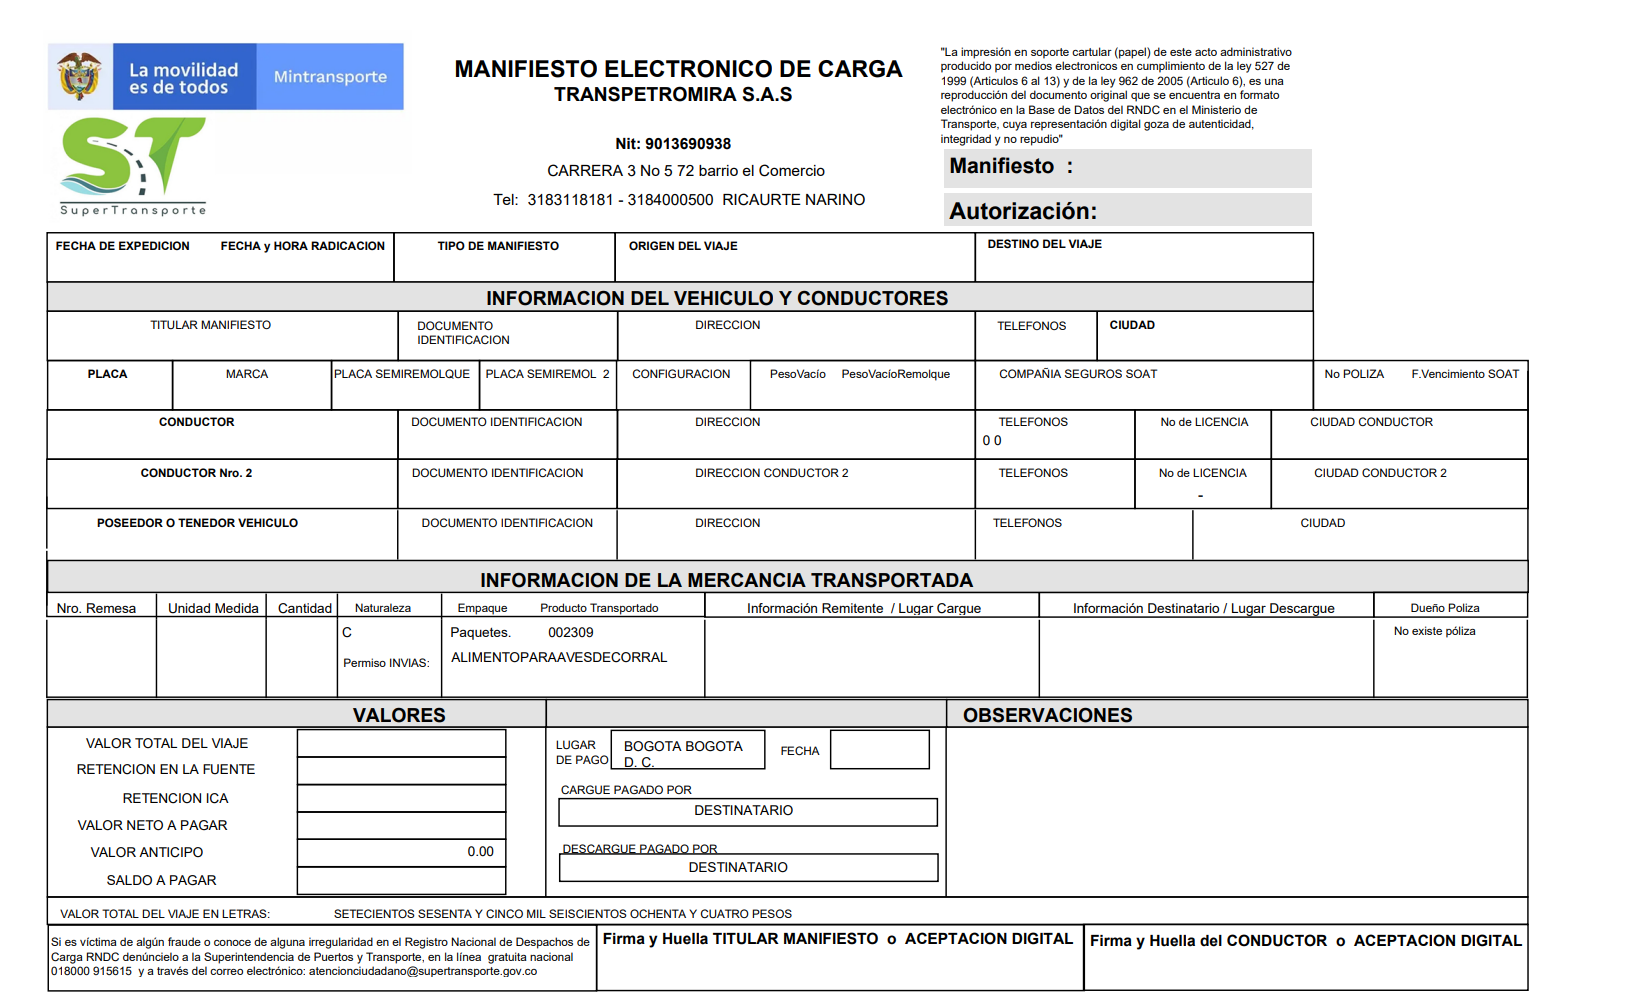 La movilidad
es de todos
Mintransporte
ST
SuperTransporte
MANIFIESTO ELECTRONICO DE CARGA
TRANSPETROMIRA S.A.S
Nit: 9013690938
CARRERA 3 No 5 72 barrio el Comercio
Tel: 3183118181 - 3184000500 RICAURTE NARINO
"La impresión en soporte cartular (papel) de este acto administrativo
producido por medios electronicos en cumplimiento de la ley 527 de
1999 (Articulos 6 al 13) y de la ley 962 de 2005 (Articulo 6), es una
reproducción del documento original que se encuentra en formato
electrónico en la Base de Datos del RNDC en el Ministerio de
Transporte, cuya representación digital goza de autenticidad,
integridad y no repudio"
Manifiesto :
Autorización:
FECHA DE EXPEDICION FECHA y HORA RADICACION TIPO DE MANIFIESTO ORIGEN DEL VIAJE DESTINO DEL VIAJE
INFORMACION DEL VEHICULO Y CONDUCTORES
TITULAR MANIFIESTO DOCUMENTO IDENTIFICACION DIRECCION TELEFONOS CIUDAD
PLACA MARCA PLACA SEMIREMOLQUE PLACA SEMIREMOL 2 CONFIGURACION PesoVacío PesoVacíoRemolque COMPAÑIA SEGUROS SOAT No POLIZA F.Vencimiento SOAT
CONDUCTOR DOCUMENTO IDENTIFICACION DIRECCION TELEFONOS No de LICENCIA CIUDAD CONDUCTOR
0 0
CONDUCTOR Nro. 2 DOCUMENTO IDENTIFICACION DIRECCION CONDUCTOR 2 TELEFONOS No de LICENCIA CIUDAD CONDUCTOR 2
-
POSEEDOR O TENEDOR VEHICULO DOCUMENTO IDENTIFICACION DIRECCION TELEFONOS CIUDAD
INFORMACION DE LA MERCANCIA TRANSPORTADA
Nro. Remesa Unidad Medida Cantidad Naturaleza Empaque Producto Transportado Información Remitente / Lugar Cargue Información Destinatario / Lugar Descargue Dueño Poliza
C Paquetes. 002309 No existe póliza
Permiso INVIAS: ALIMENTOPARAAVESDECORRAL
VALORES OBSERVACIONES
VALOR TOTAL DEL VIAJE
RETENCION EN LA FUENTE
RETENCION ICA
VALOR NETO A PAGAR
VALOR ANTICIPO 0.00
SALDO A PAGAR
LUGAR
DE PAGO
BOGOTA BOGOTA
D. C.
FECHA
CARGUE PAGADO POR
DESTINATARIO
DESCARGUE PAGADO POR
DESTINATARIO
VALOR TOTAL DEL VIAJE EN LETRAS: SETECIENTOS SESENTA Y CINCO MIL SEISCIENTOS OCHENTA Y CUATRO PESOS
Si es víctima de algún fraude o conoce de alguna irregularidad en el Registro Nacional de Despachos de
Carga RNDC denúncielo a la Superintendencia de Puertos y Transporte, en la línea gratuita nacional
018000 915615 y a través del correo electrónico: atencionciudadano@supertransporte.gov.co
Firma y Huella TITULAR MANIFIESTO o ACEPTACION DIGITAL
Firma y Huella del CONDUCTOR o ACEPTACION DIGITAL